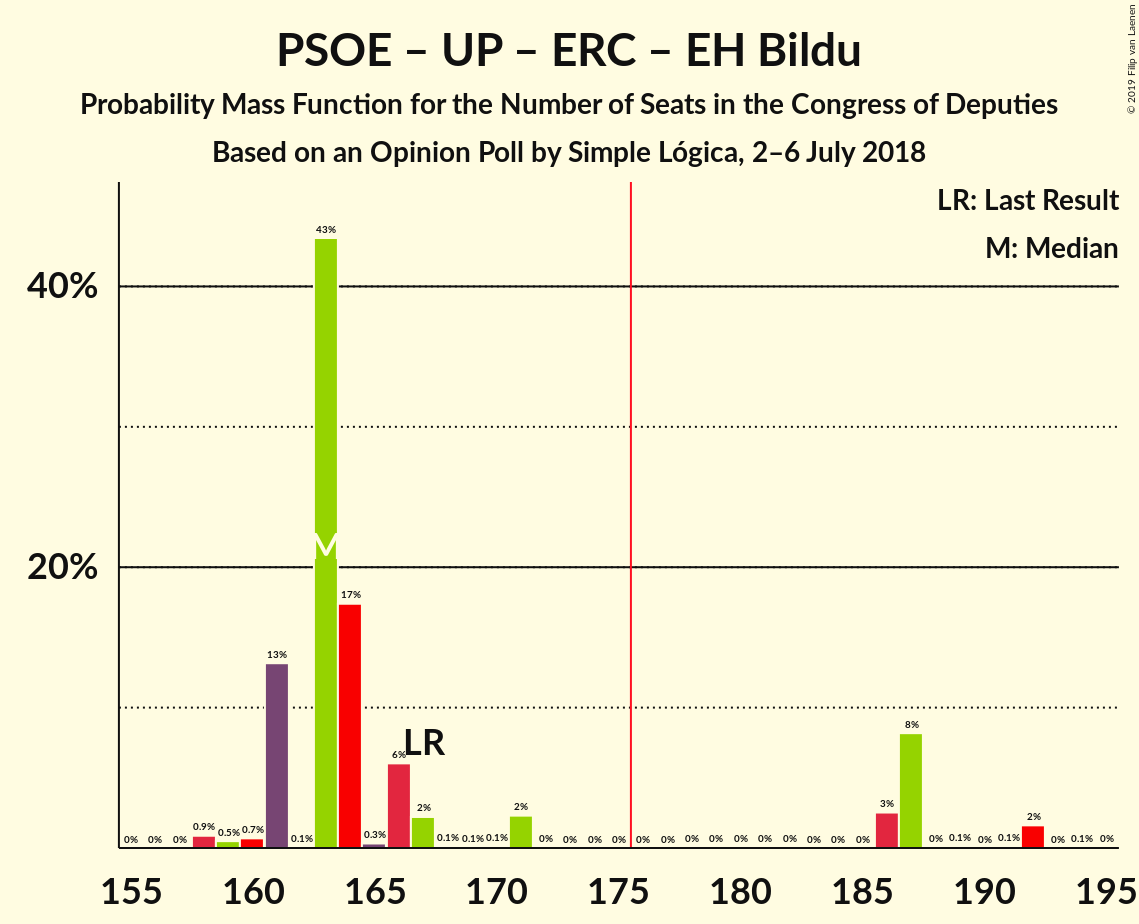 PSOE – UP – ERC – EH Bildu
Probability Mass Function for the Number of Seats in the Congress of Deputies
Based on an Opinion Poll by Simple Lógica, 2–6 July 2018
© 2019 Filip van Laenen
LR: Last Result
M: Median
40%
20%
0% 0% 0% 0.9% 0.5% 0.7% 13% 0.1% 43% 17% 0.3% 6% 2% 0.1% 0.1% 0.1% 2% 0% 0% 0% 0% 0% 0% 0% 0% 0% 0% 0% 0% 0% 0% 3% 8% 0% 0.1% 0% 0.1% 2% 0% 0.1% 0%
M
LR
155 160 165 170 175 180 185 190 195